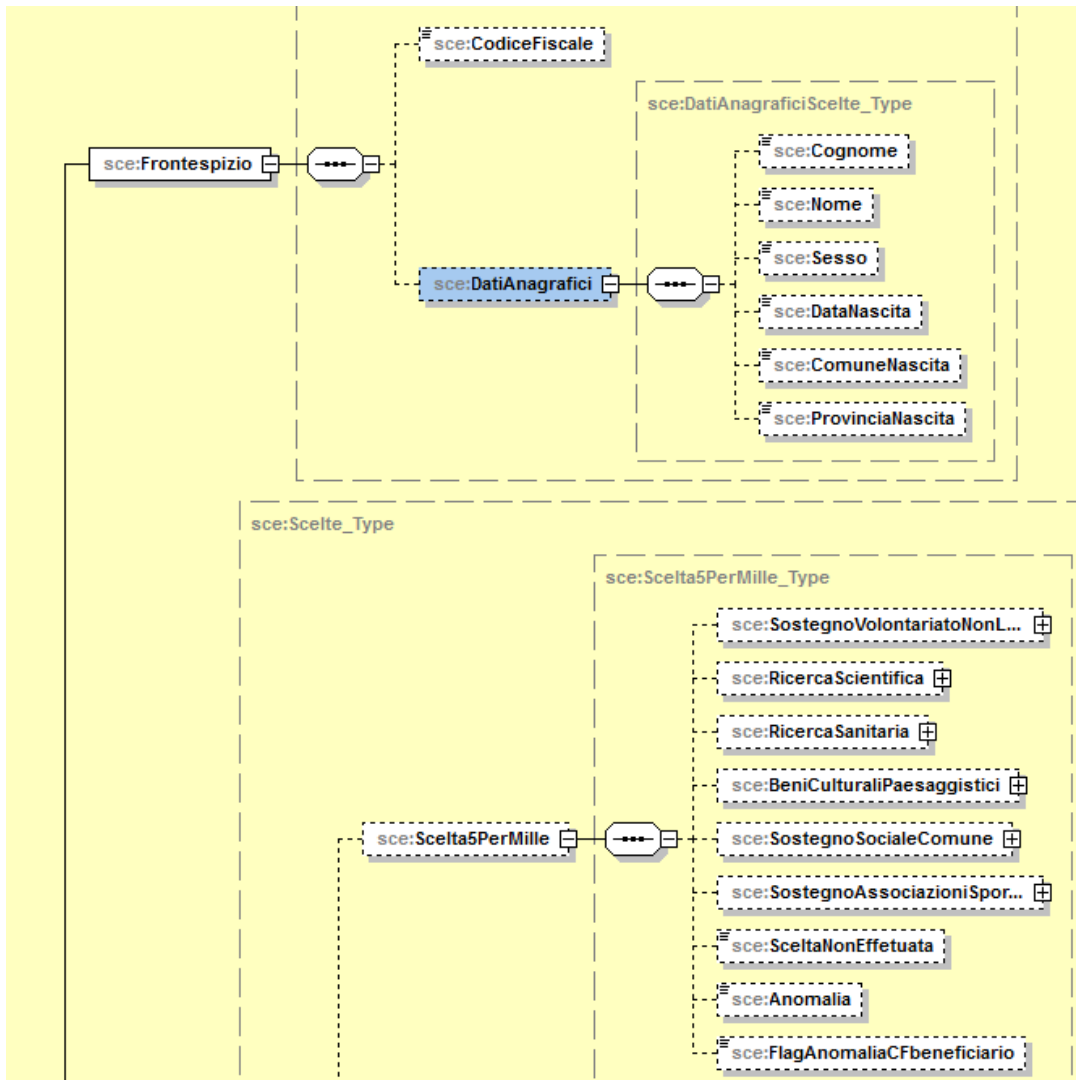 sce:CodiceFiscale
sce:DatiAnagraficiScelte_Type
sce:Cognome
sce:Frontespizio
sce:Nome
sce:Sesso
sce:DatiAnagrafici
sce:DataNascita
sce:ComuneNascita
sce:ProvinciaNascita
sce:Scelte_Type
sce:Scelta5PerMille_Type
sce:SostegnoVolontariatoNonL...
sce:RicercaScientifica
sce:RicercaSanitaria
sce:BeniCulturaliPaesaggistici
sce:Scelta5PerMille
sce:SostegnoSocialeComune
sce:SostegnoAssociazioniSpor...
sce:SceltaNonEffetuata
sce:Anomalia
sce:FlagAnomaliaCFbeneficiario